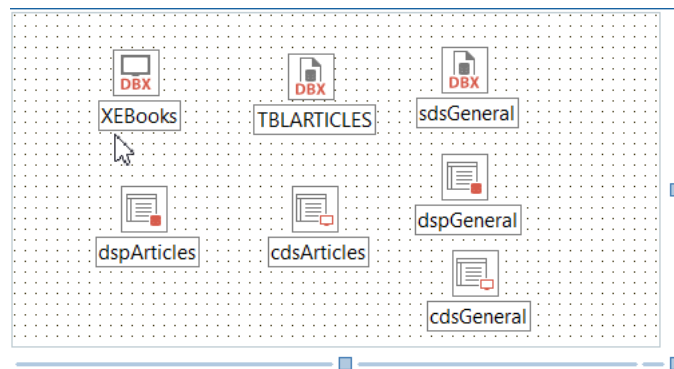 DBX
XEBooks
DBX
TBLARTICLES
DBX
sdsGeneral
dspArticles
cdsArticles
dspGeneral
cdsGeneral